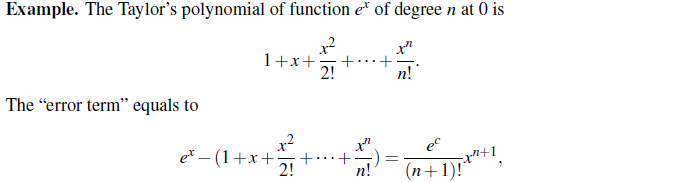 Example. The Taylor's polynomial of function e^x of degree n at 0 is
1 + x + x^2/2! + ··· + x^n/n!.
The “error term” equals to
e^x − (1 + x + x^2/2! + ··· + x^n/n!) = e^c/(n+1)! x^{n+1},